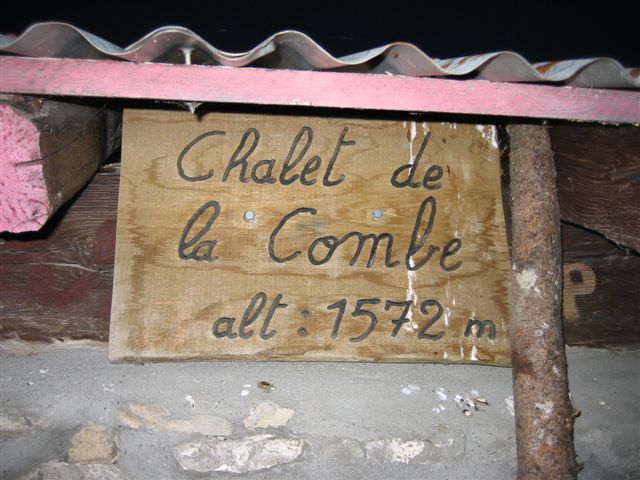 Chalet de
la Combe
alt : 1572 m